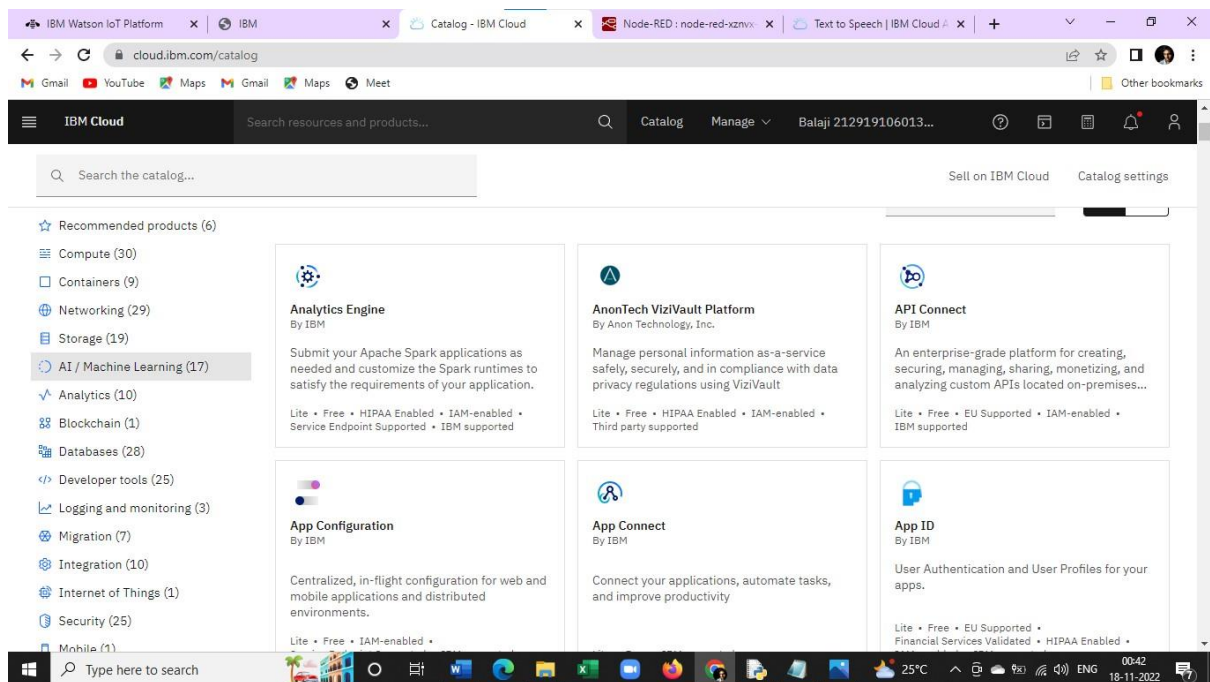 IBM Watson IoT Platform
IBM
Catalog - IBM Cloud
Node-RED : node-red-xznvx-
Text to Speech | IBM Cloud A
cloud.ibm.com/catalog
Gmail
YouTube
Maps
Gmail
Maps
Meet
Other bookmarks
IBM Cloud
Search resources and products...
Catalog
Manage
Balaji 212919106013...
Search the catalog...
Sell on IBM Cloud
Catalog settings
Recommended products (6)
Compute (30)
Containers (9)
Networking (29)
Storage (19)
AI / Machine Learning (17)
Analytics (10)
Blockchain (1)
Databases (28)
Developer tools (25)
Logging and monitoring (3)
Migration (7)
Integration (10)
Internet of Things (1)
Security (25)
Mobile (1)
Analytics Engine
By IBM
Submit your Apache Spark applications as
needed and customize the Spark runtimes to
satisfy the requirements of your application.
Lite • Free • HIPAA Enabled • IAM-enabled •
Service Endpoint Supported • IBM supported
AnonTech ViziVault Platform
By Anon Technology, Inc.
Manage personal information as-a-service
safely, securely, and in compliance with data
privacy regulations using ViziVault
Lite • Free • HIPAA Enabled • IAM-enabled •
Third party supported
API Connect
By IBM
An enterprise-grade platform for creating,
securing, managing, sharing, monetizing, and
analyzing custom APIs located on-premises...
Lite • Free • EU Supported • IAM-enabled •
IBM supported
App Configuration
By IBM
Centralized, in-flight configuration for web and
mobile applications and distributed
environments.
Lite • Free • IAM-enabled •
App Connect
By IBM
Connect your applications, automate tasks,
and improve productivity
App ID
By IBM
User Authentication and User Profiles for your
apps.
Lite • Free • EU Supported •
Financial Services Validated • HIPAA Enabled •
Type here to search
25°C
ENG
00:42
18-11-2022